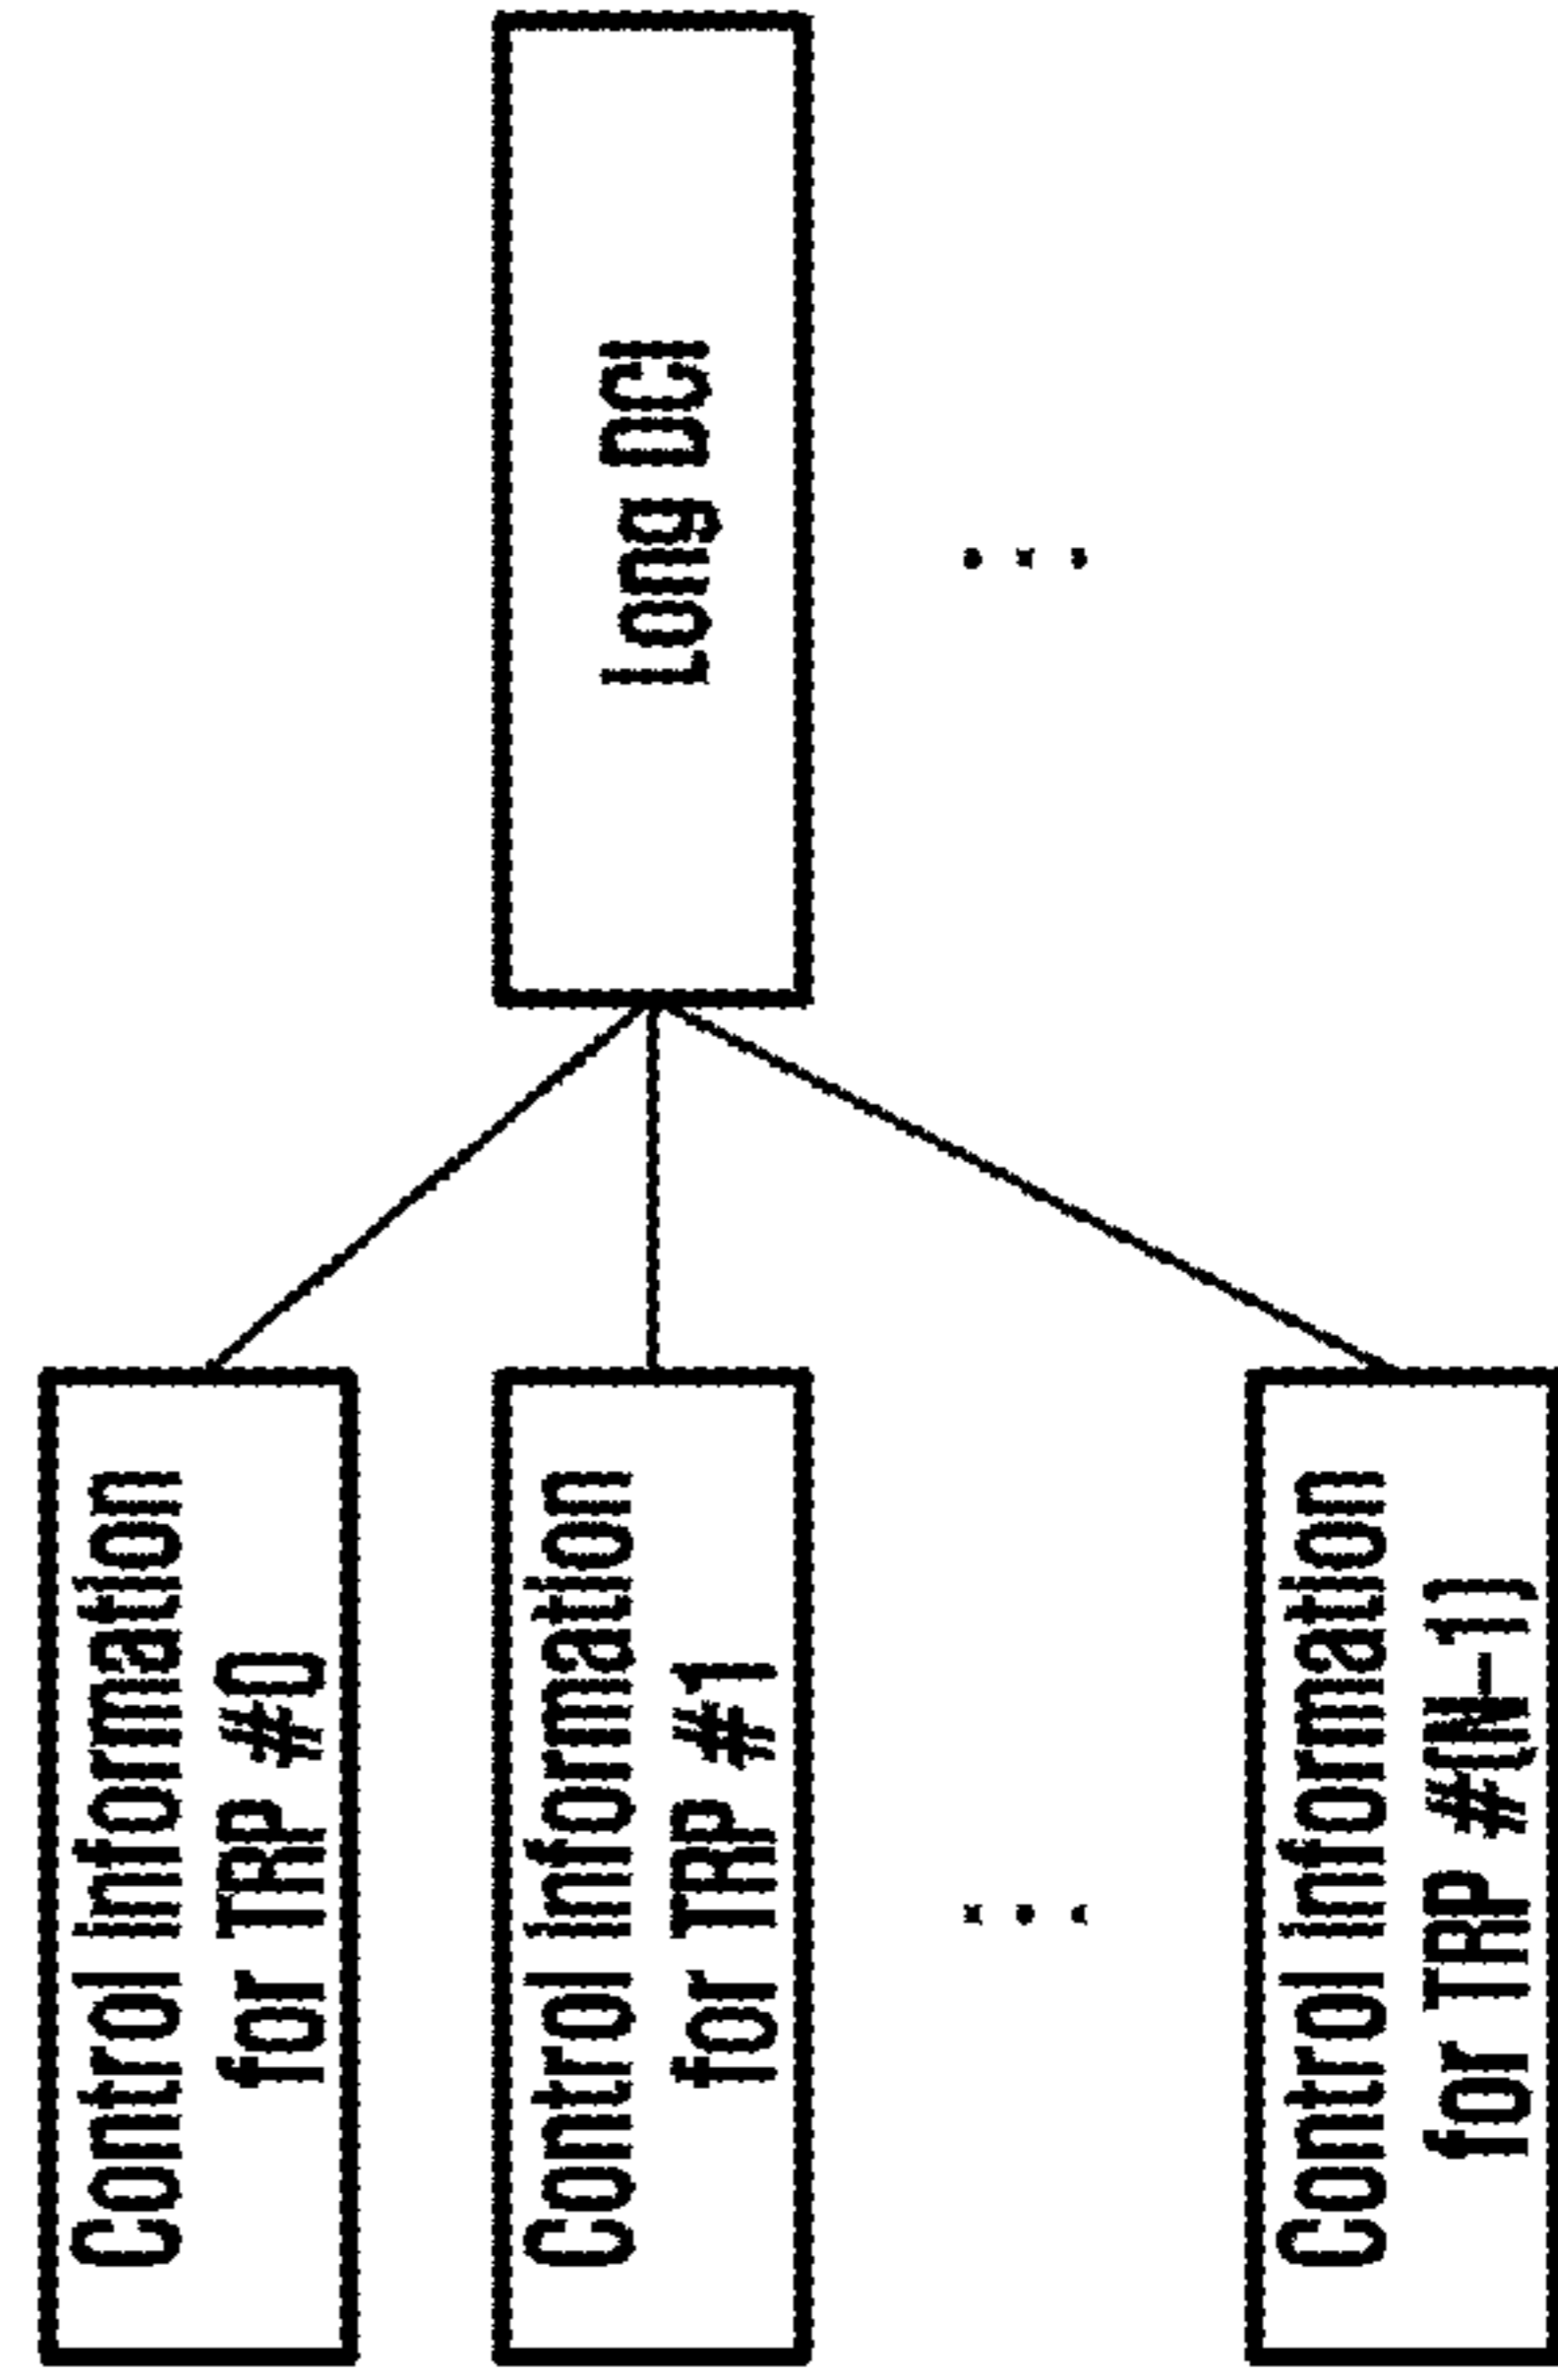 Control information
for TRP #0
Control information
for TRP #1
...
Control information
for TRP #(N-1)
Long DCI
...